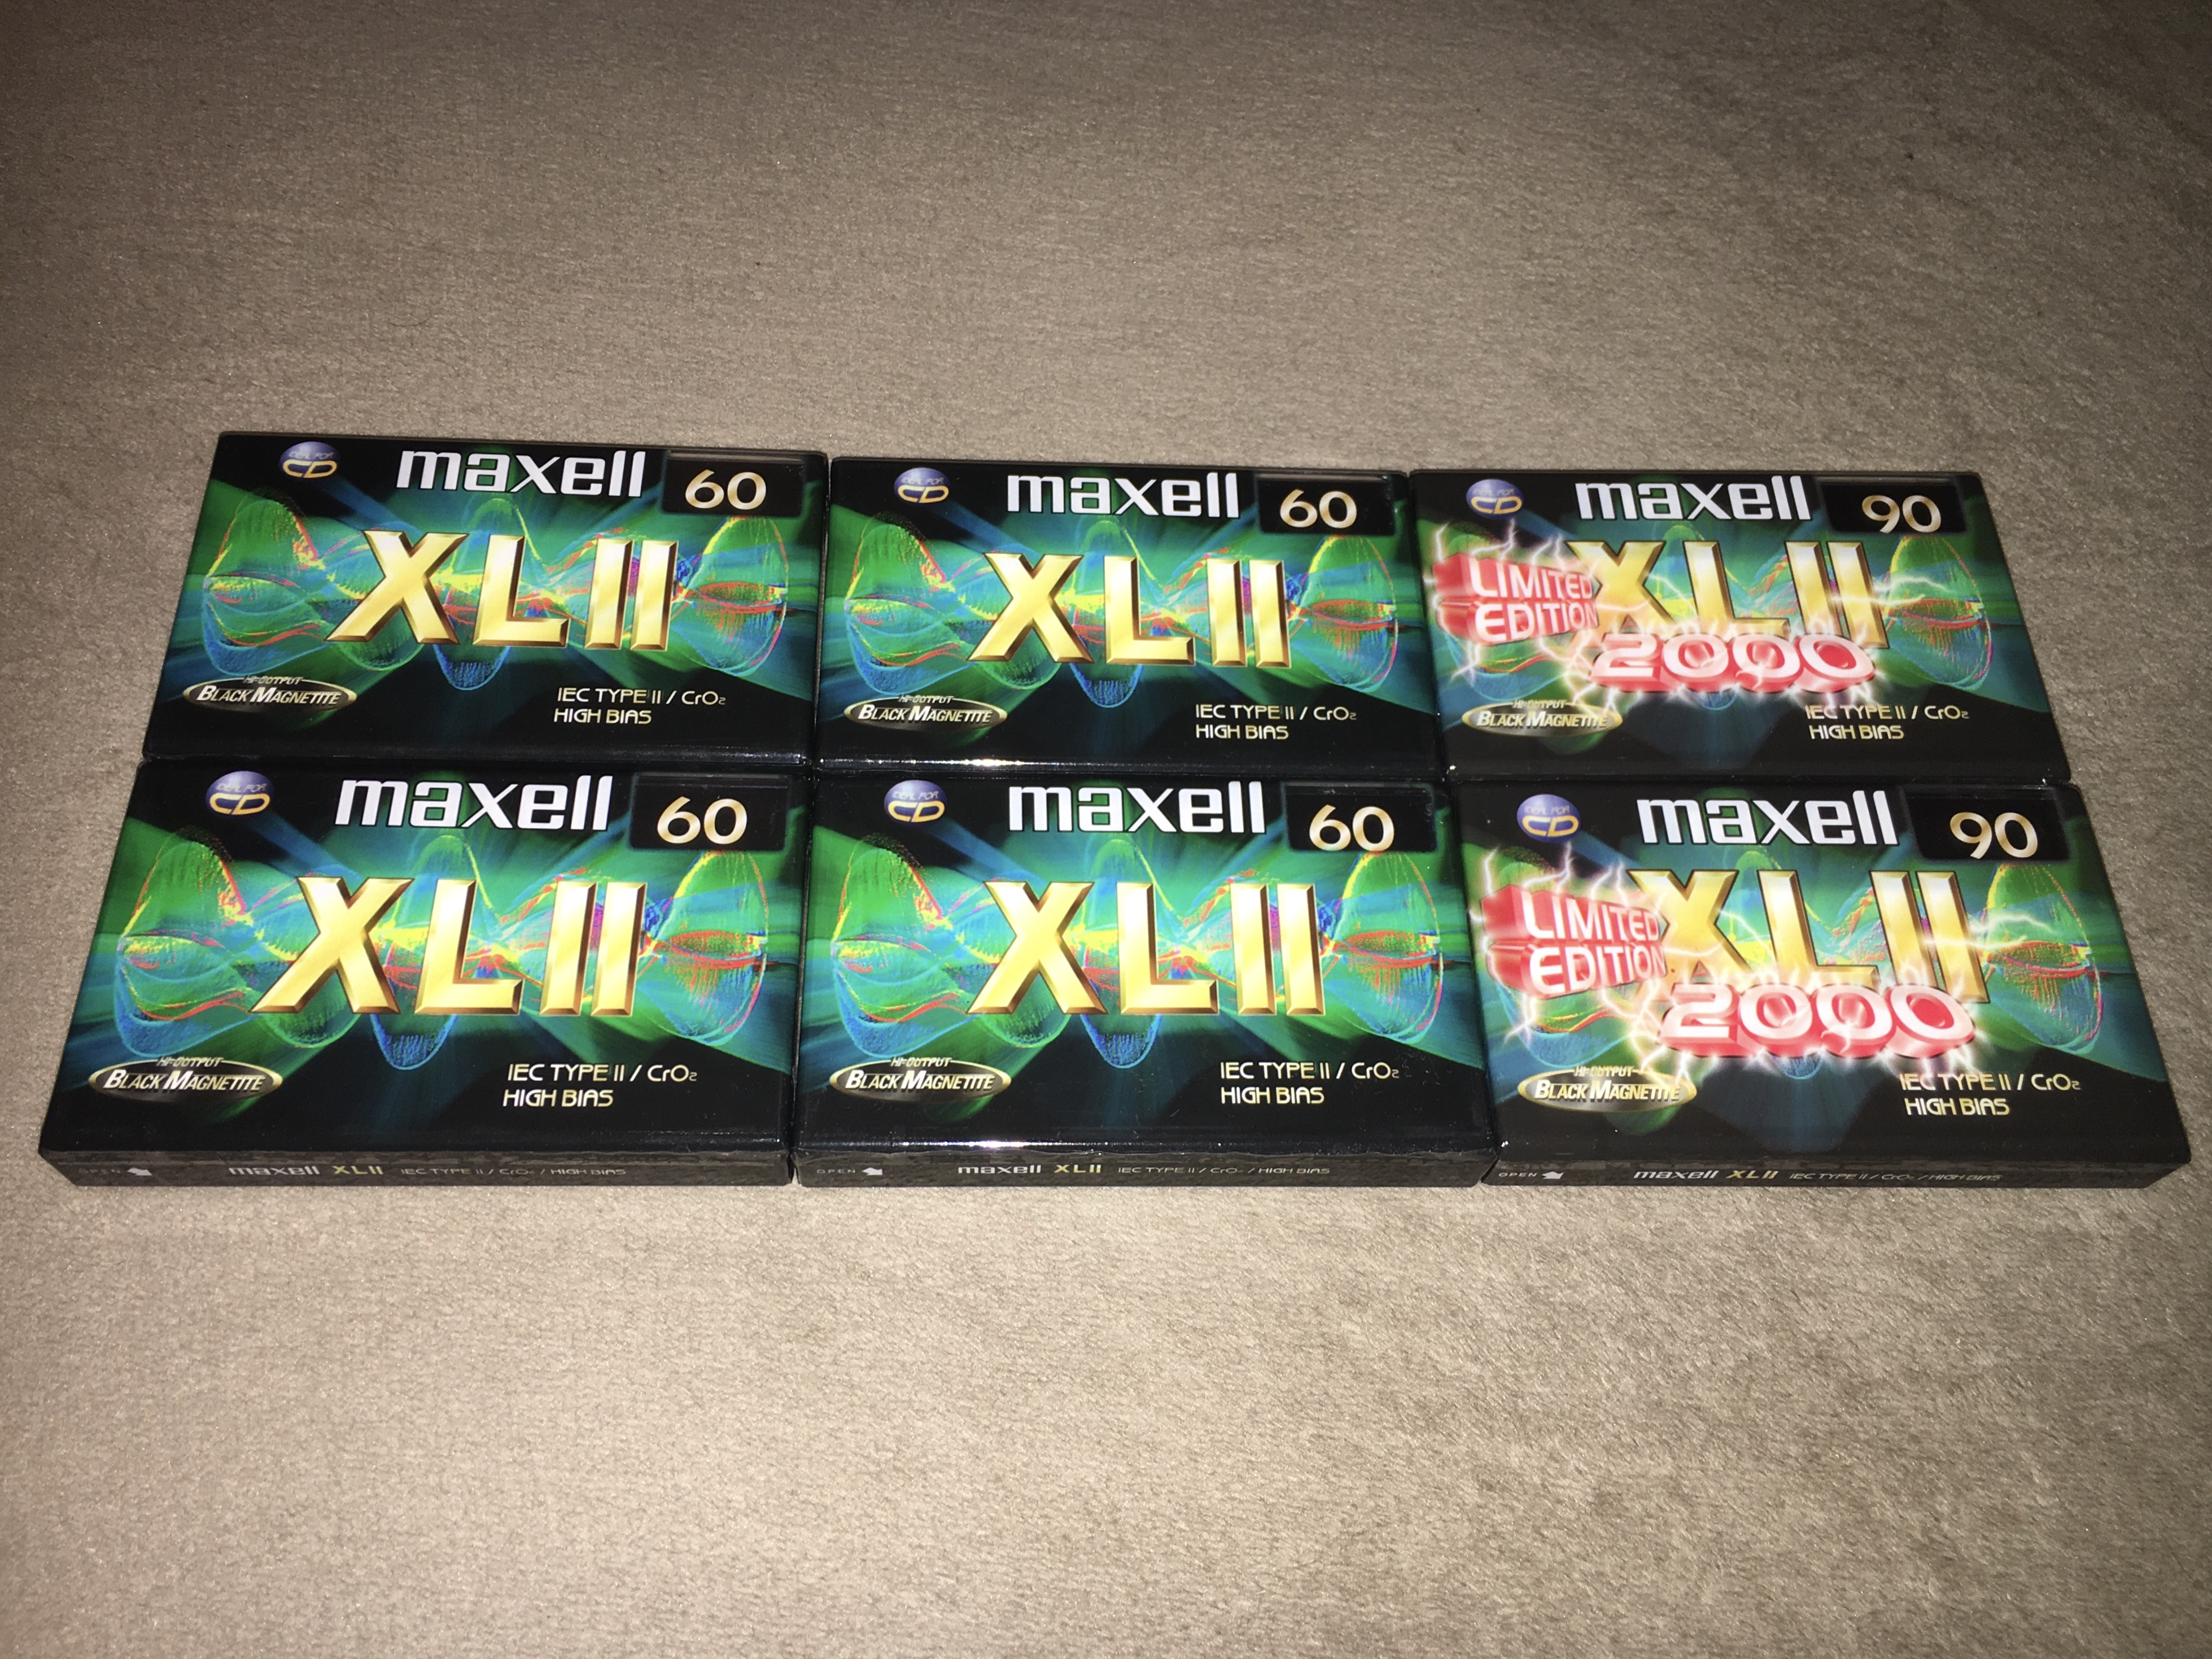 IDEAL FOR
CD
maxell
60
XLII
HI-OUTPUT
BLACK MAGNETITE
IEC TYPE II / CrO₂
HIGH BIAS
IDEAL FOR
CD
maxell
60
XLII
HI-OUTPUT
BLACK MAGNETITE
IEC TYPE II / CrO₂
HIGH BIAS
IDEAL FOR
CD
maxell
90
XLII
LIMITED
EDITION
2000
HI-OUTPUT
BLACK MAGNETITE
IEC TYPE II / CrO₂
HIGH BIAS
IDEAL FOR
CD
maxell
60
XLII
HI-OUTPUT
BLACK MAGNETITE
IEC TYPE II / CrO₂
HIGH BIAS
OPEN maxell XLII IEC TYPE II / CrO₂ / HIGH BIAS
IDEAL FOR
CD
maxell
60
XLII
HI-OUTPUT
BLACK MAGNETITE
IEC TYPE II / CrO₂
HIGH BIAS
OPEN maxell XLII IEC TYPE II / CrO₂ / HIGH BIAS
IDEAL FOR
CD
maxell
90
XLII
LIMITED
EDITION
2000
HI-OUTPUT
BLACK MAGNETITE
IEC TYPE II / CrO₂
HIGH BIAS
OPEN maxell XLII IEC TYPE II / CrO₂ / HIGH BIAS